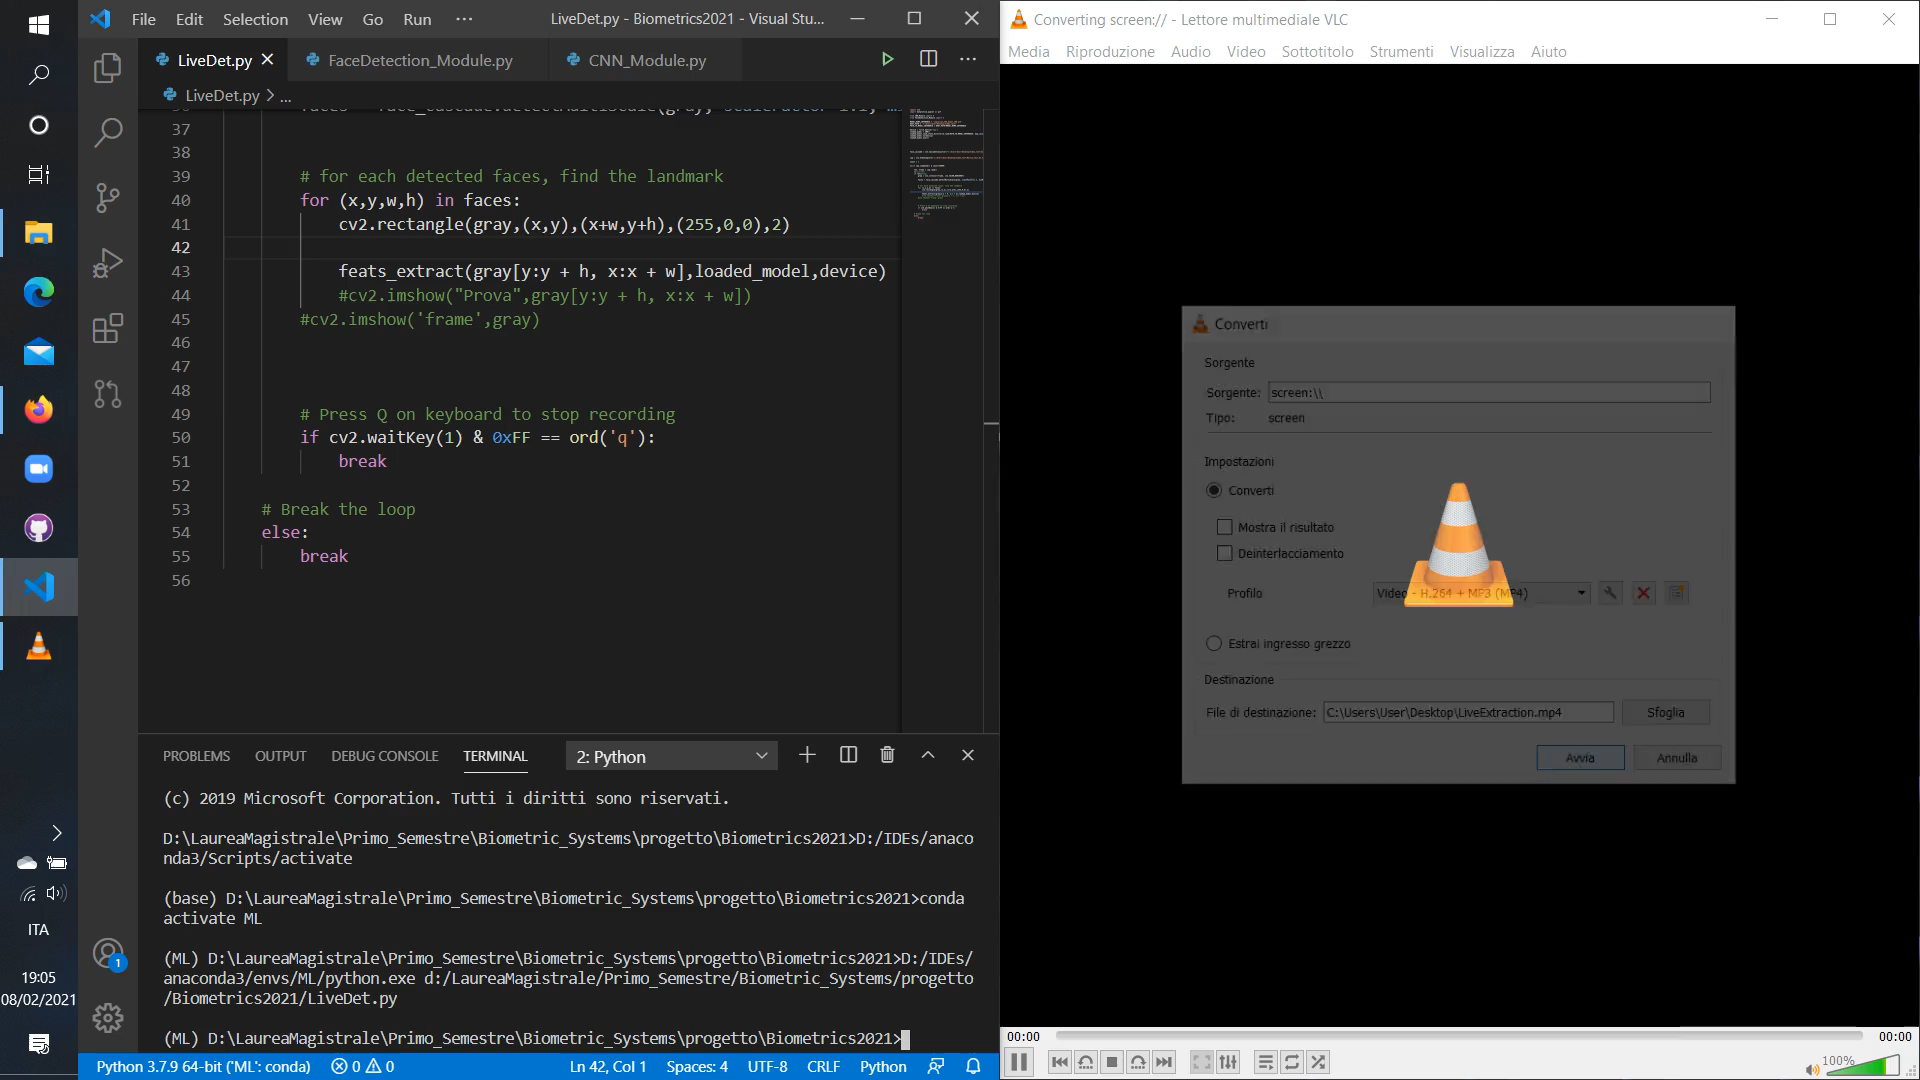 File Edit Selection View Go Run ···
LiveDet.py - Biometrics2021 - Visual Stu...
LiveDet.py
FaceDetection_Module.py
CNN_Module.py
LiveDet.py > ...
37
38
39 # for each detected faces, find the landmark
40 for (x,y,w,h) in faces:
41 cv2.rectangle(gray,(x,y),(x+w,y+h),(255,0,0),2)
42
43 feats_extract(gray[y:y + h, x:x + w],loaded_model,device)
44 #cv2.imshow("Prova",gray[y:y + h, x:x + w])
45 #cv2.imshow('frame',gray)
46
47
48
49 # Press Q on keyboard to stop recording
50 if cv2.waitKey(1) & 0xFF == ord('q'):
51 break
52
53 # Break the loop
54 else:
55 break
56
PROBLEMS OUTPUT DEBUG CONSOLE TERMINAL 2: Python
(c) 2019 Microsoft Corporation. Tutti i diritti sono riservati.
D:\LaureaMagistrale\Primo_Semestre\Biometric_Systems\progetto\Biometrics2021>D:/IDEs/anaco
nda3/Scripts/activate
(base) D:\LaureaMagistrale\Primo_Semestre\Biometric_Systems\progetto\Biometrics2021>conda
activate ML
(ML) D:\LaureaMagistrale\Primo_Semestre\Biometric_Systems\progetto\Biometrics2021>D:/IDEs/
anaconda3/envs/ML/python.exe d:/LaureaMagistrale/Primo_Semestre/Biometric_Systems/progetto
/Biometrics2021/LiveDet.py
(ML) D:\LaureaMagistrale\Primo_Semestre\Biometric_Systems\progetto\Biometrics2021>
Python 3.7.9 64-bit ('ML': conda) 0 0 Ln 42, Col 1 Spaces: 4 UTF-8 CRLF Python
1
ITA
19:05
08/02/2021
Converting screen:// - Lettore multimediale VLC
Media Riproduzione Audio Video Sottotitolo Strumenti Visualizza Aiuto
Converti
Sorgente
Sorgente: screen:\\
Tipo: screen
Impostazioni
Converti
Mostra il risultato
Deinterlacciamento
Profilo Video - H.264 + MP3 (MP4)
Estrai ingresso grezzo
Destinazione
File di destinazione: C:\Users\User\Desktop\LiveExtraction.mp4 Sfoglia
Avvia Annulla
00:00 00:00
100%